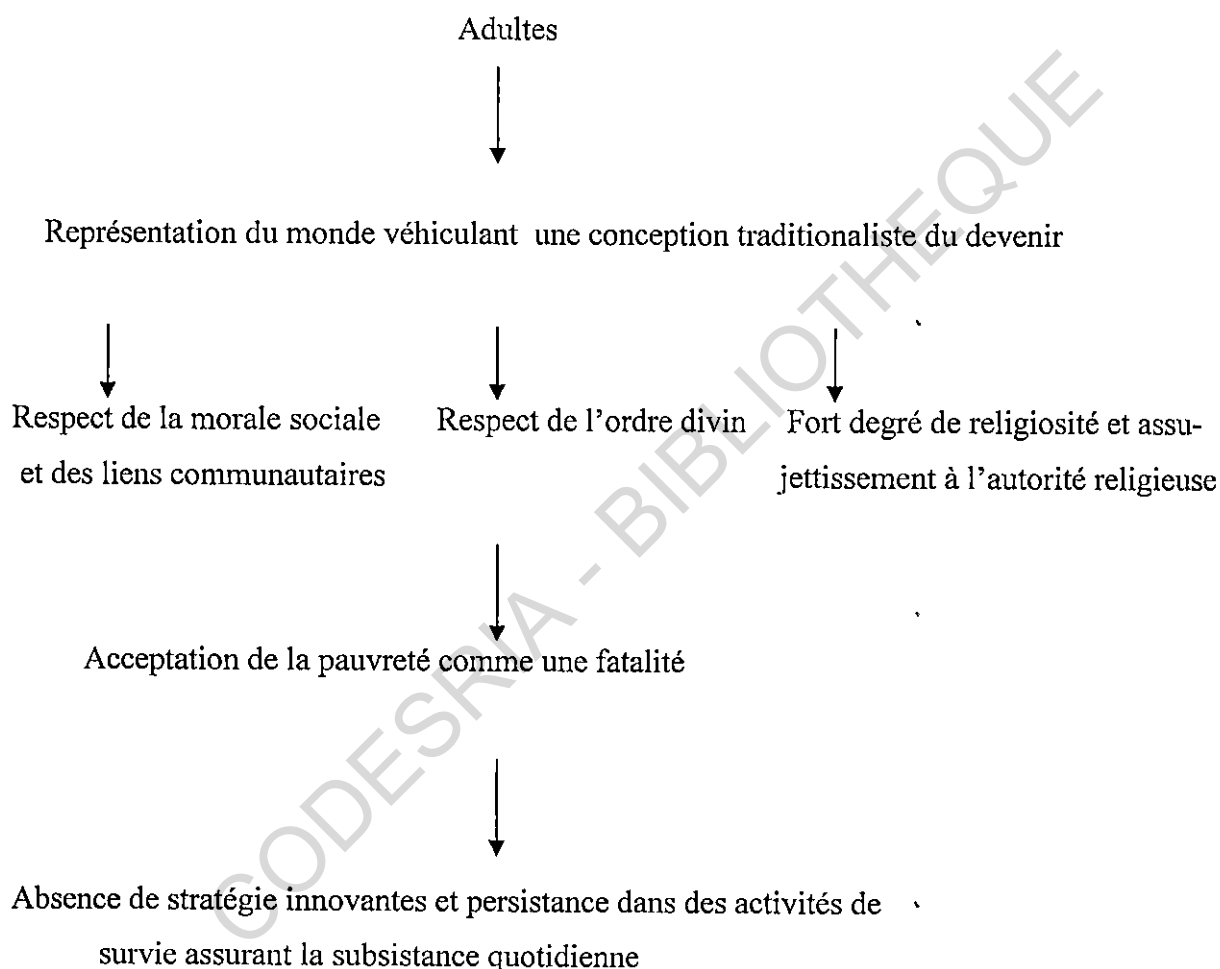 Adultes
Représentation du monde véhiculant une conception traditionaliste du devenir
Respect de la morale sociale
et des liens communautaires
Respect de l'ordre divin
Fort degré de religiosité et assu-
jettissement à l'autorité religieuse
Acceptation de la pauvreté comme une fatalité
Absence de stratégie innovantes et persistance dans des activités de
survie assurant la subsistance quotidienne
CODESRIA - BIBLIOTHEQUE